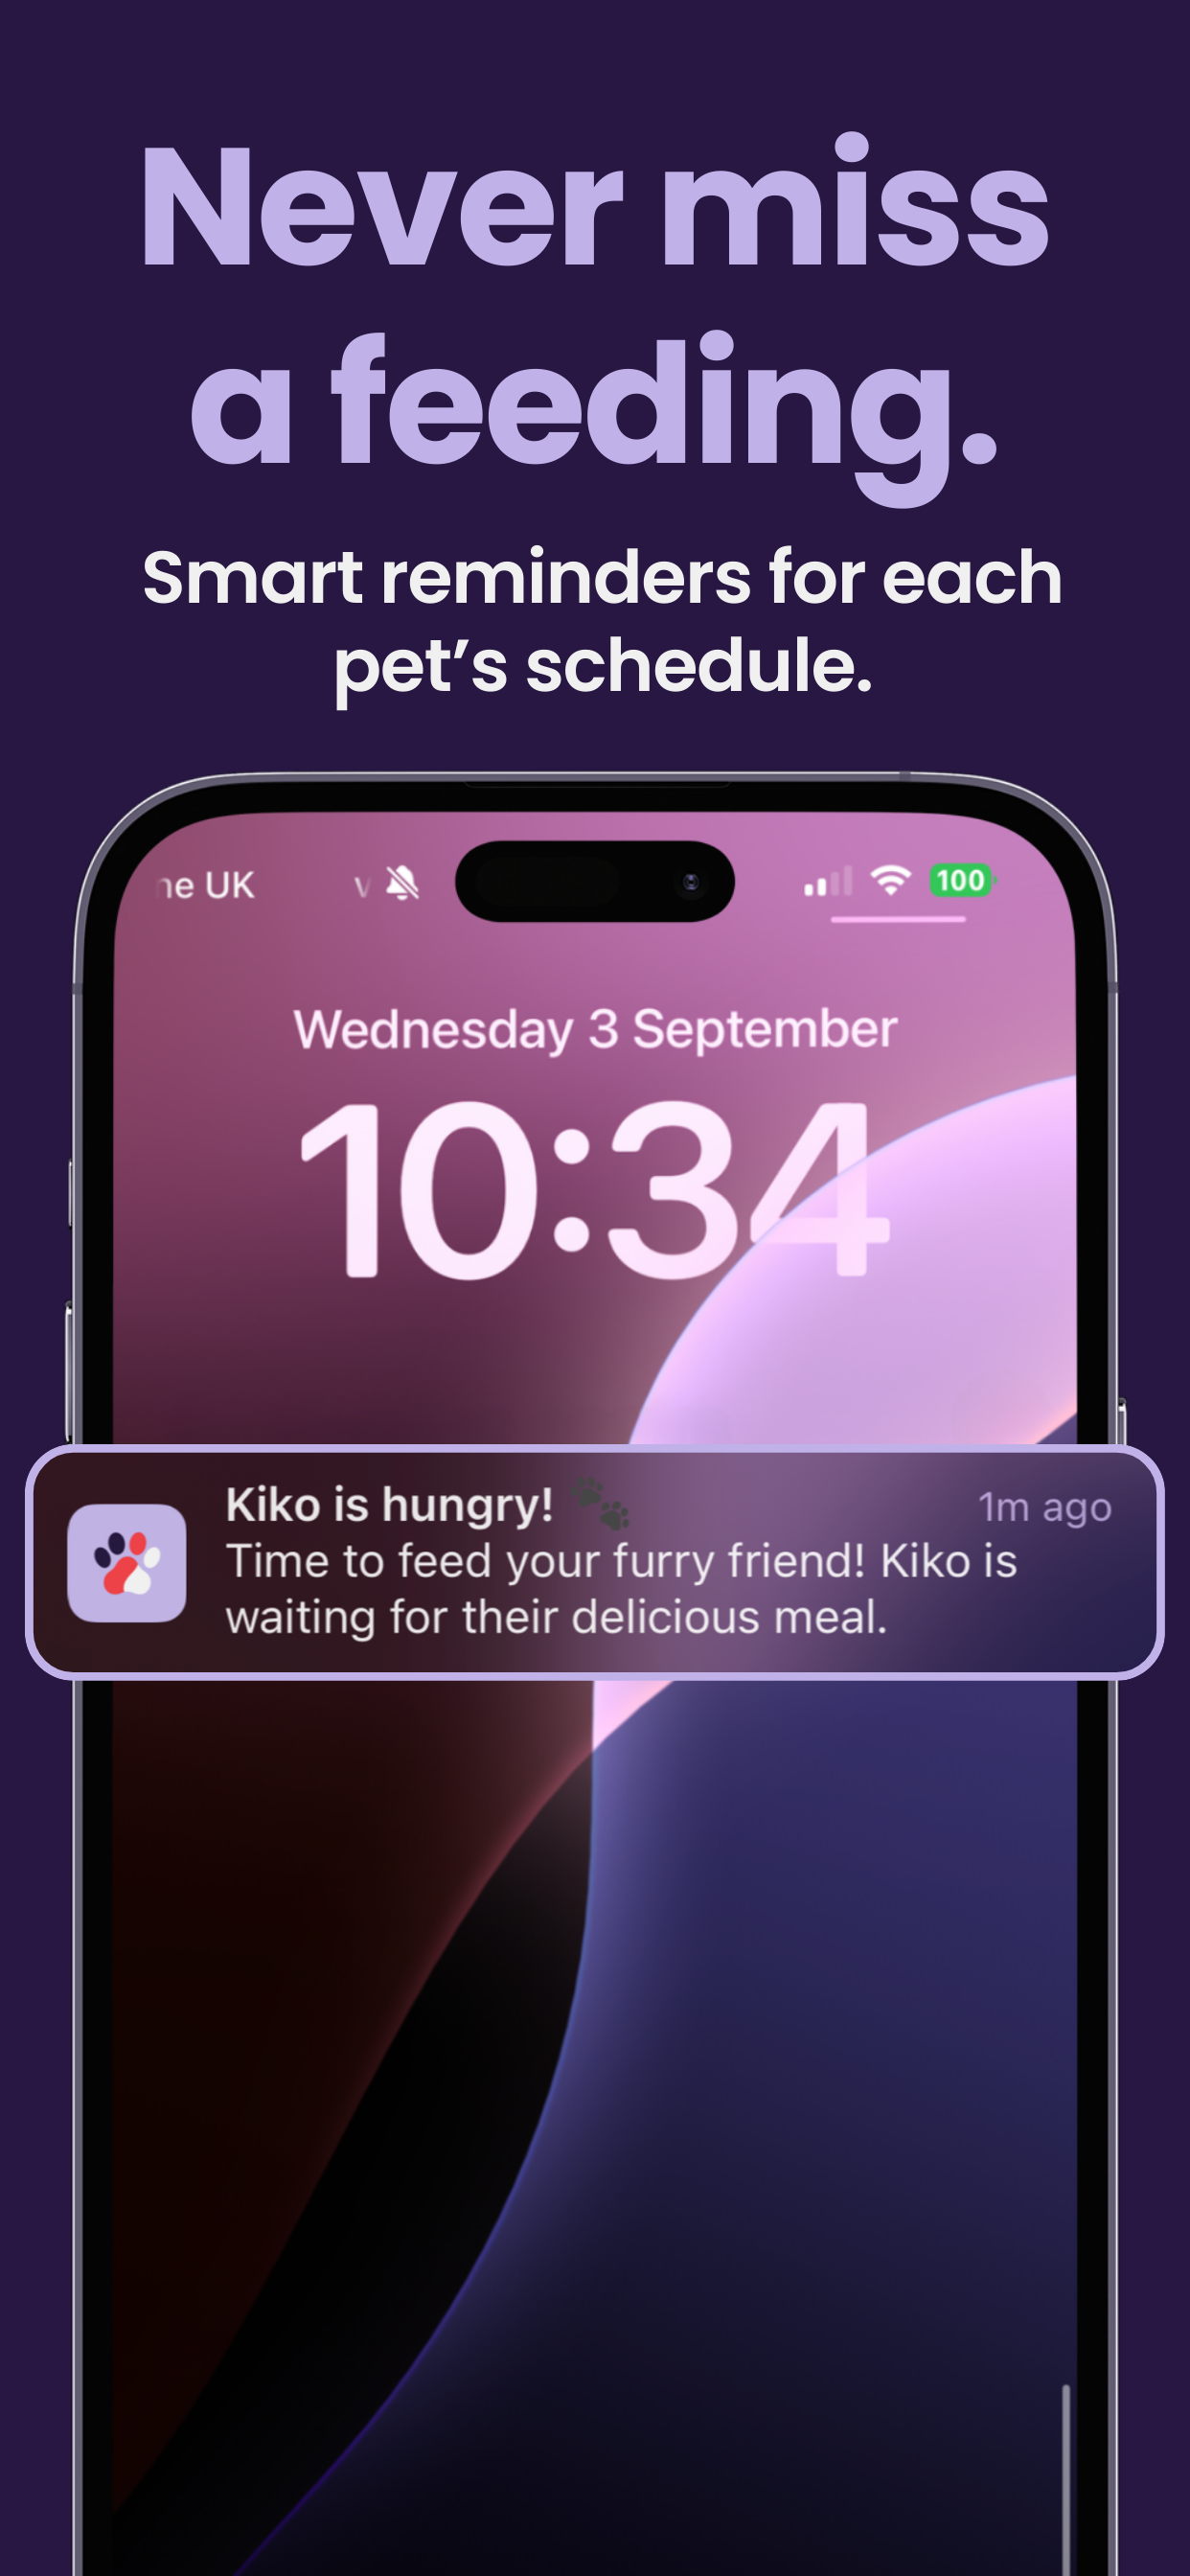 Never miss
a feeding.
Smart reminders for each
pet’s schedule.
UK
100
Wednesday 3 September
10:34
Kiko is hungry! 🐾
1m ago
Time to feed your furry friend! Kiko is
waiting for their delicious meal.